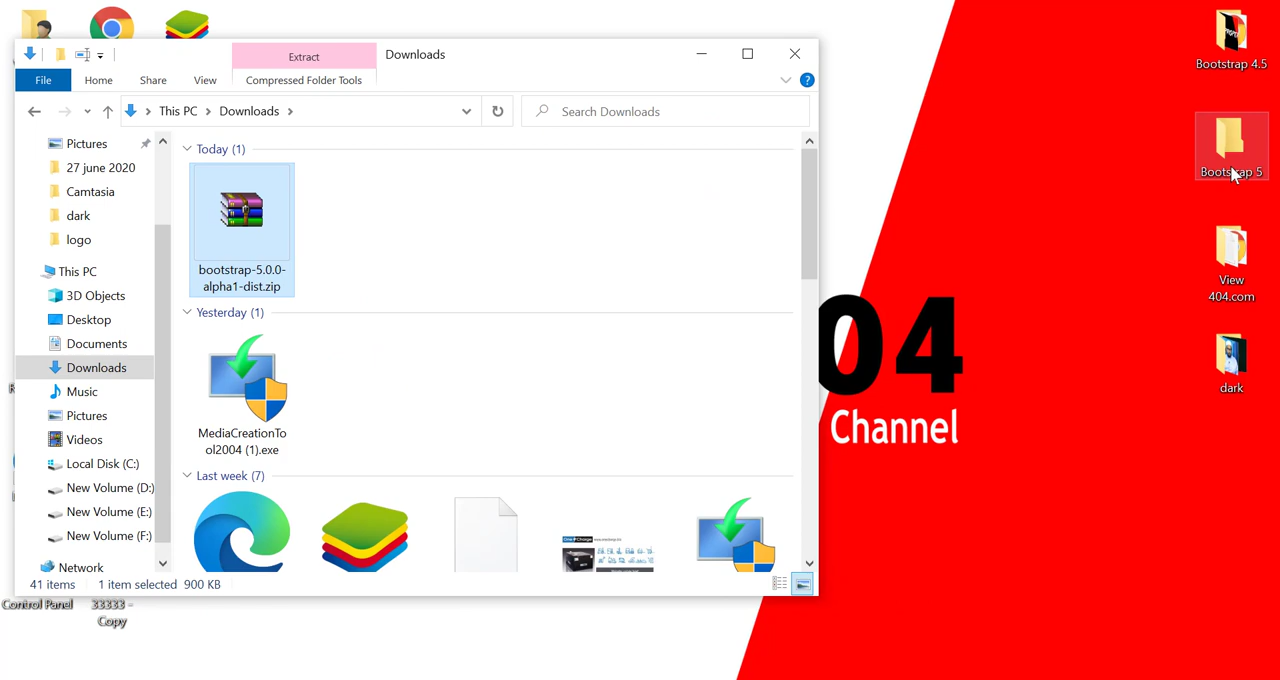 Extract
Downloads
File
Home
Share
View
Compressed Folder Tools
This PC
Downloads
Search Downloads
Pictures
27 june 2020
Camtasia
dark
logo
This PC
3D Objects
Desktop
Documents
Downloads
Music
Pictures
Videos
Local Disk (C:)
New Volume (D:)
New Volume (E:)
New Volume (F:)
Network
Today (1)
bootstrap-5.0.0-
alpha1-dist.zip
Yesterday (1)
MediaCreationTo
ol2004 (1).exe
Last week (7)
41 items
1 item selected 900 KB
Control Panel
33333 -
Copy
04
Channel
Bootstrap 4.5
Bootstrap 5
View
404.com
dark